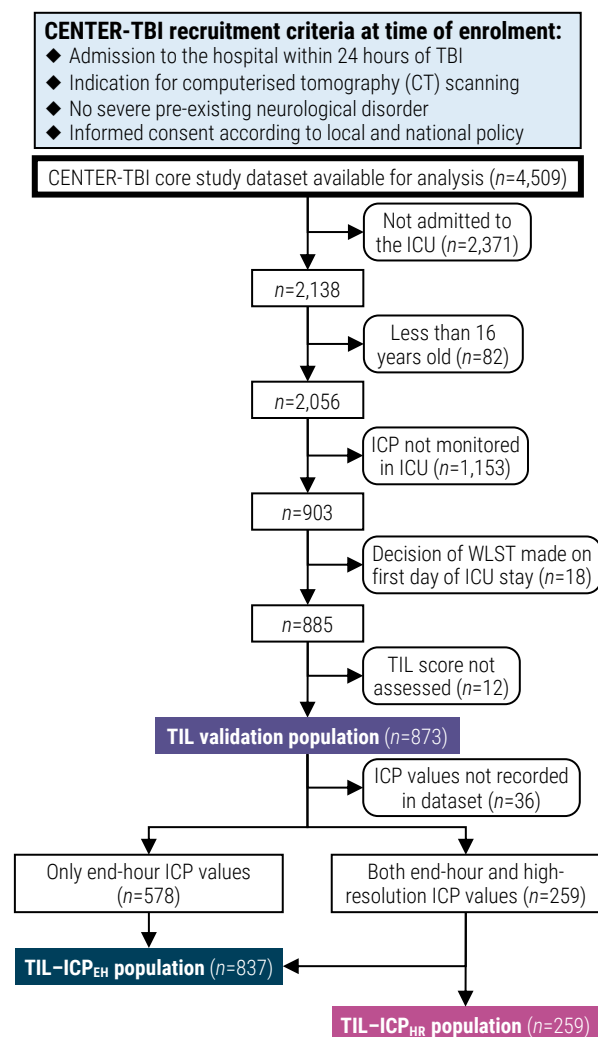 CENTER-TBI recruitment criteria at time of enrolment:
◆ Admission to the hospital within 24 hours of TBI
◆ Indication for computerised tomography (CT) scanning
◆ No severe pre-existing neurological disorder
◆ Informed consent according to local and national policy
CENTER-TBI core study dataset available for analysis (n=4,509)
Not admitted to
the ICU (n=2,371)
n=2,138
Less than 16
years old (n=82)
n=2,056
ICP not monitored
in ICU (n=1,153)
n=903
Decision of WLST made on
first day of ICU stay (n=18)
n=885
TIL score not
assessed (n=12)
TIL validation population (n=873)
ICP values not recorded
in dataset (n=36)
Only end-hour ICP values
(n=578)
Both end-hour and high-
resolution ICP values (n=259)
TIL–ICPEH population (n=837)
TIL–ICPHR population (n=259)